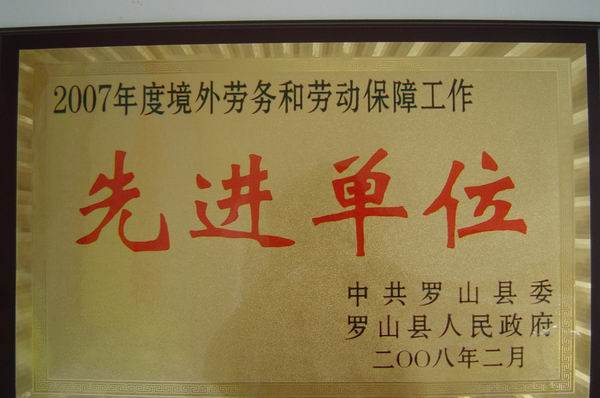 2007年度境外劳务和劳动保障工作
先进单位
中共罗山县委
罗山县人民政府
二〇〇八年二月